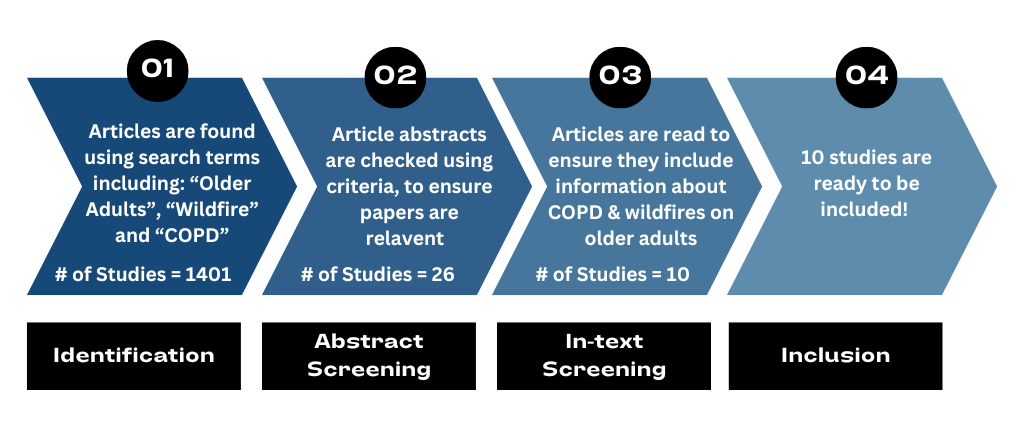 01
Articles are found
using search terms
including: “Older
Adults”, “Wildfire”
and “COPD”
# of Studies = 1401
Identification
02
Article abstracts
are checked using
criteria, to ensure
papers are
relavent
# of Studies = 26
Abstract
Screening
03
Articles are read to
ensure they include
information about
COPD & wildfires on
older adults
# of Studies = 10
In-text
Screening
04
10 studies are
ready to be
included!
Inclusion